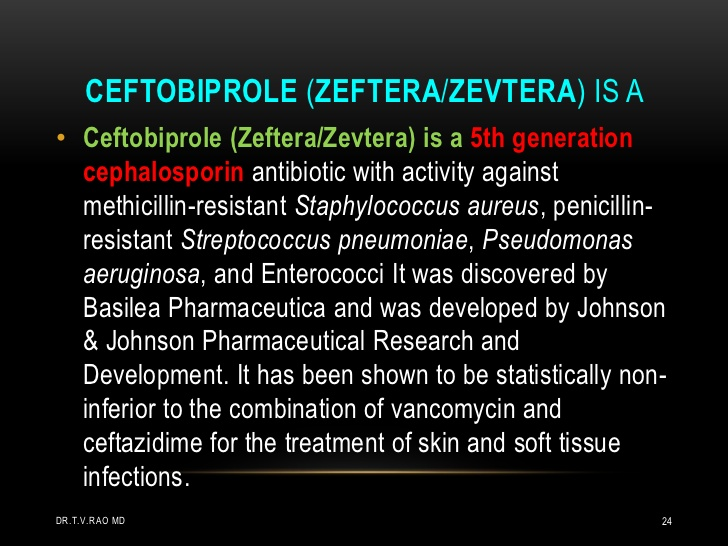 CEFTOBIPROLE (ZEFTERA/ZEVTERA) IS A
• Ceftobiprole (Zeftera/Zevtera) is a 5th generation
cephalosporin antibiotic with activity against
methicillin-resistant Staphylococcus aureus, penicillin-
resistant Streptococcus pneumoniae, Pseudomonas
aeruginosa, and Enterococci It was discovered by
Basilea Pharmaceutica and was developed by Johnson
& Johnson Pharmaceutical Research and
Development. It has been shown to be statistically non-
inferior to the combination of vancomycin and
ceftazidime for the treatment of skin and soft tissue
infections.
DR.T.V.RAO MD
24